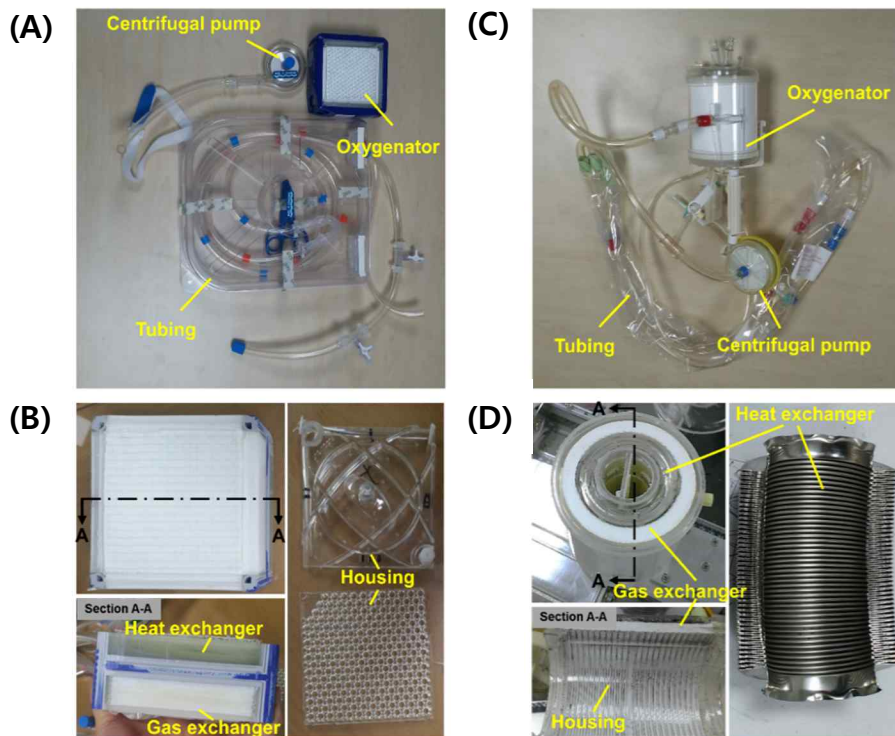 (A)
Centrifugal pump
Oxygenator
Tubing
(B)
A
A
Housing
Section A-A
Heat exchanger
Gas exchanger
(C)
Oxygenator
Tubing
Centrifugal pump
(D)
A
Heat exchanger
A
Gas exchanger
Housing